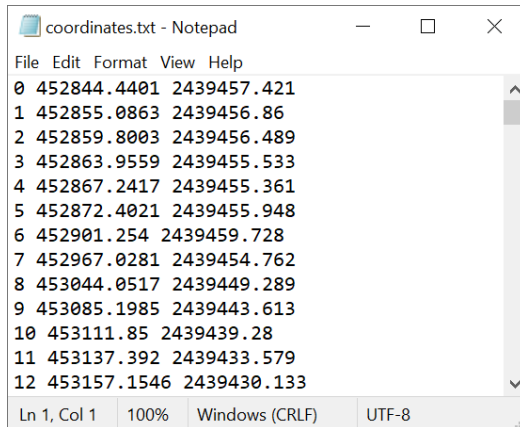 coordinates.txt - Notepad
File Edit Format View Help
0 452844.4401 2439457.421
1 452855.0863 2439456.86
2 452859.8003 2439456.489
3 452863.9559 2439455.533
4 452867.2417 2439455.361
5 452872.4021 2439455.948
6 452901.254 2439459.728
7 452967.0281 2439454.762
8 453044.0517 2439449.289
9 453085.1985 2439443.613
10 453111.85 2439439.28
11 453137.392 2439433.579
12 453157.1546 2439430.133
Ln 1, Col 1 100% Windows (CRLF) UTF-8